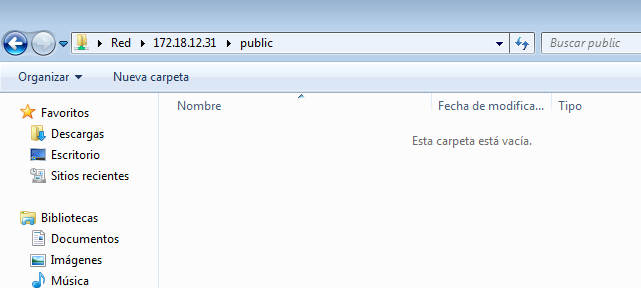 Red ▸ 172.18.12.31 ▸ public
Buscar public
Organizar
Nueva carpeta
Favoritos
Descargas
Escritorio
Sitios recientes
Bibliotecas
Documentos
Imágenes
Música
Nombre
Fecha de modifica...
Tipo
Esta carpeta está vacía.